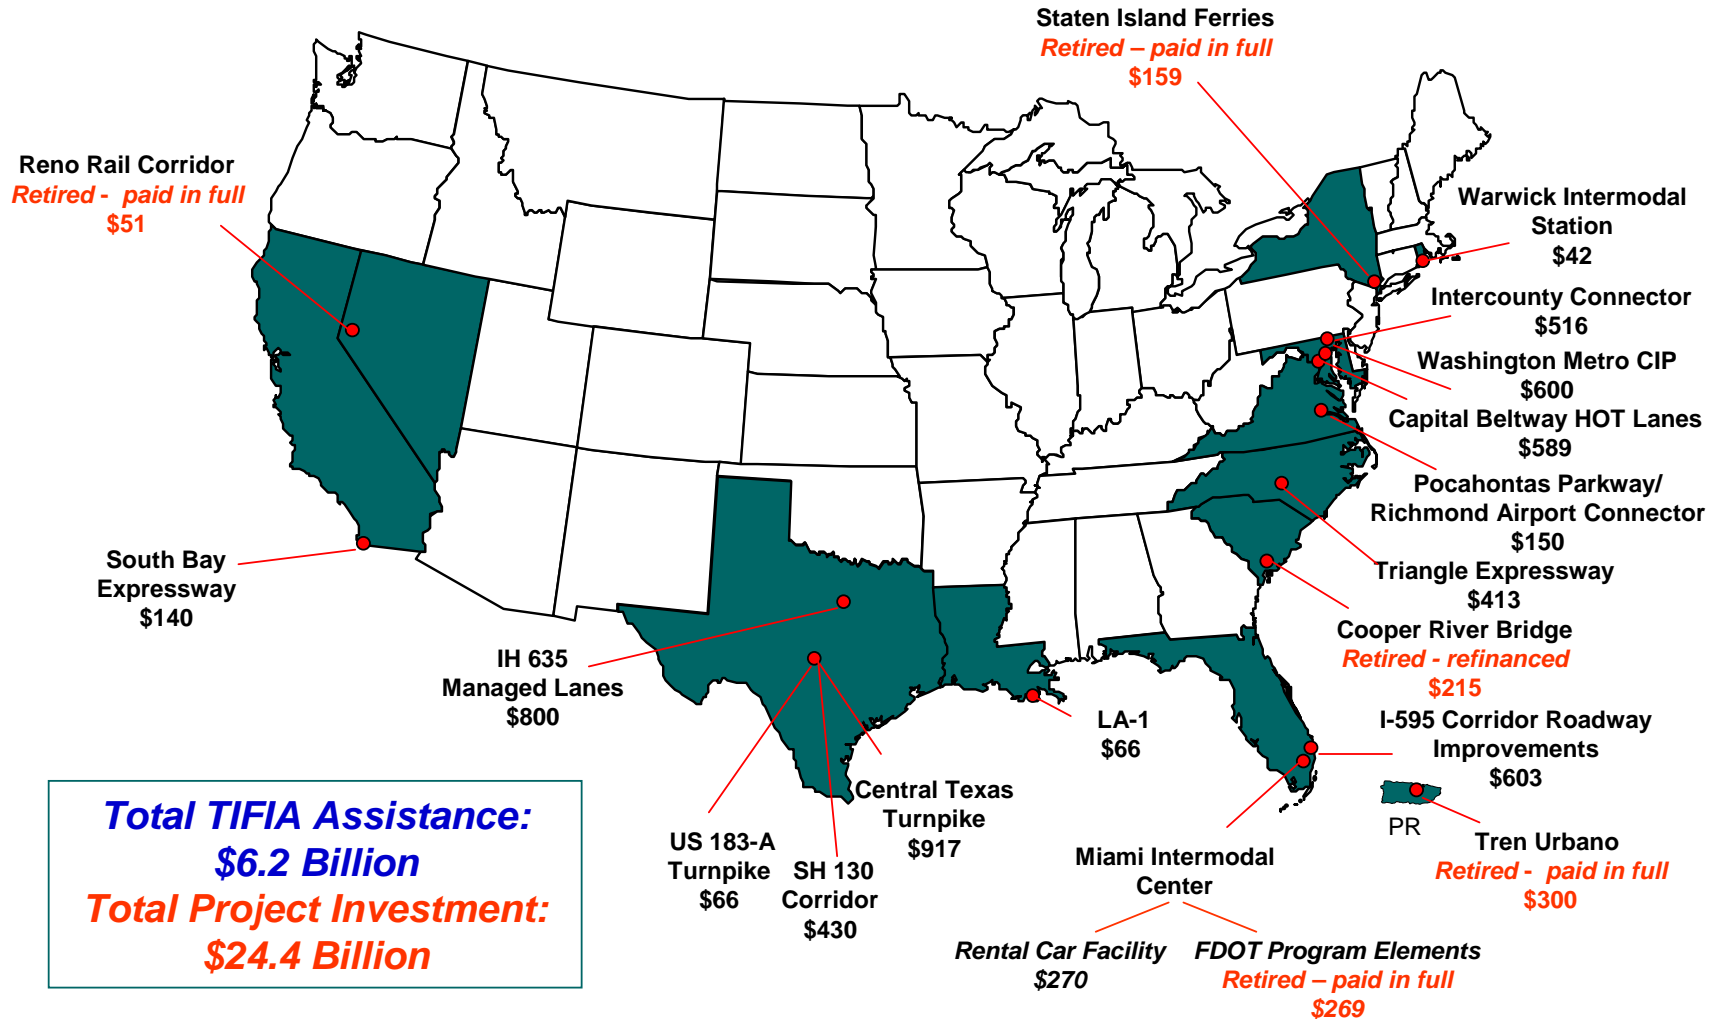 Staten Island Ferries
Retired – paid in full
$159
Reno Rail Corridor
Retired - paid in full
$51
Warwick Intermodal
Station
$42
Intercounty Connector
$516
Washington Metro CIP
$600
Capital Beltway HOT Lanes
$589
Pocahontas Parkway/
Richmond Airport Connector
$150
Triangle Expressway
$413
Cooper River Bridge
Retired - refinanced
$215
South Bay
Expressway
$140
IH 635
Managed Lanes
$800
LA-1
$66
I-595 Corridor Roadway
Improvements
$603
Central Texas
Turnpike
$917
US 183-A
Turnpike
$66
SH 130
Corridor
$430
PR
Tren Urbano
Retired - paid in full
$300
Miami Intermodal
Center
Rental Car Facility
$270
FDOT Program Elements
Retired – paid in full
$269
Total TIFIA Assistance:
$6.2 Billion
Total Project Investment:
$24.4 Billion